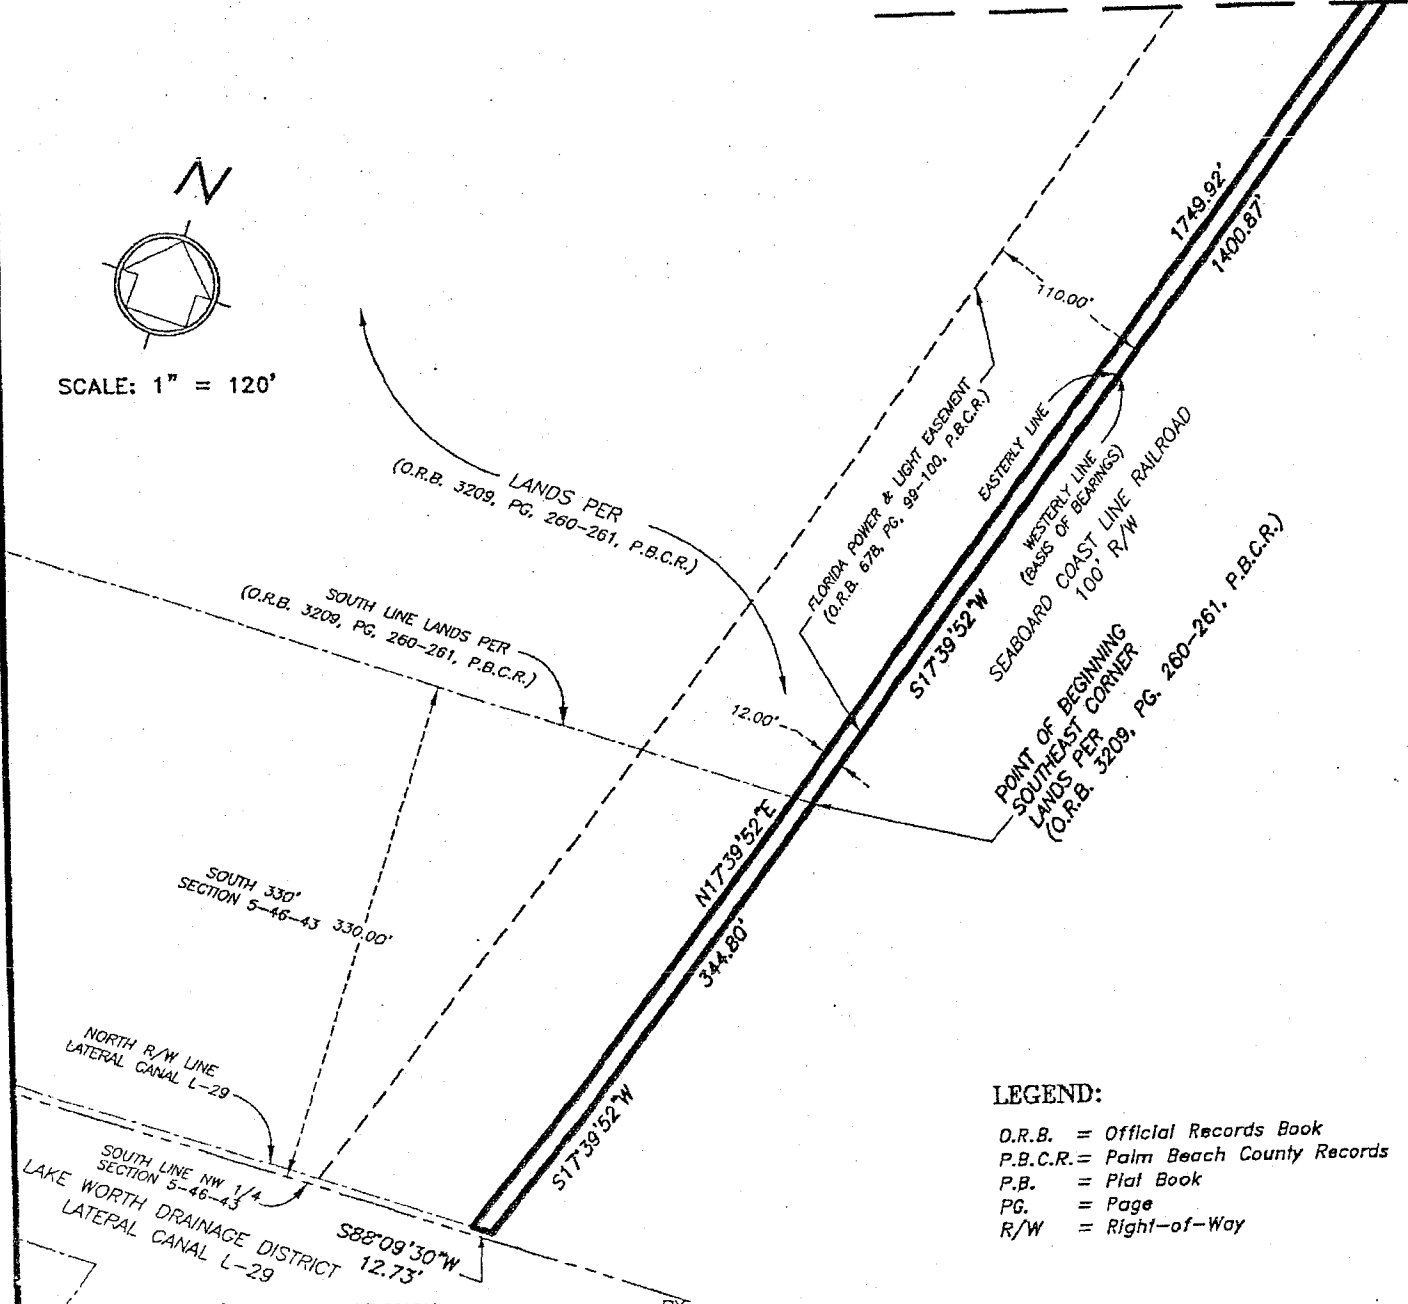 N
SCALE: 1" = 120'
1749.92'
1400.87'
110.00'
LANDS PER
(O.R.B. 3209, PG. 260-261, P.B.C.R.)
FLORIDA POWER & LIGHT EASEMENT
(O.R.B. 678, PG. 99-100, P.B.C.R.)
EASTERLY LINE
WESTERLY LINE
(BASIS OF BEARINGS)
SEABOARD COAST LINE RAILROAD
100' R/W
SOUTH LINE LANDS PER
(O.R.B. 3209, PG. 260-261, P.B.C.R.)
S17°39'52"W
12.00'
POINT OF BEGINNING
SOUTHEAST CORNER
LANDS PER
(O.R.B. 3209, PG. 260-261, P.B.C.R.)
N17°39'52"E
344.80'
SOUTH 330'
SECTION 5-46-43
330.00'
NORTH R/W LINE
LATERAL CANAL L-29
SOUTH LINE NW 1/4
SECTION 5-46-43
LAKE WORTH DRAINAGE DISTRICT
LATERAL CANAL L-29
S17°39'52"W
S88°09'30"W
12.73'
LEGEND:
O.R.B. = Official Records Book
P.B.C.R. = Palm Beach County Records
P.B. = Plat Book
PG. = Page
R/W = Right-of-Way